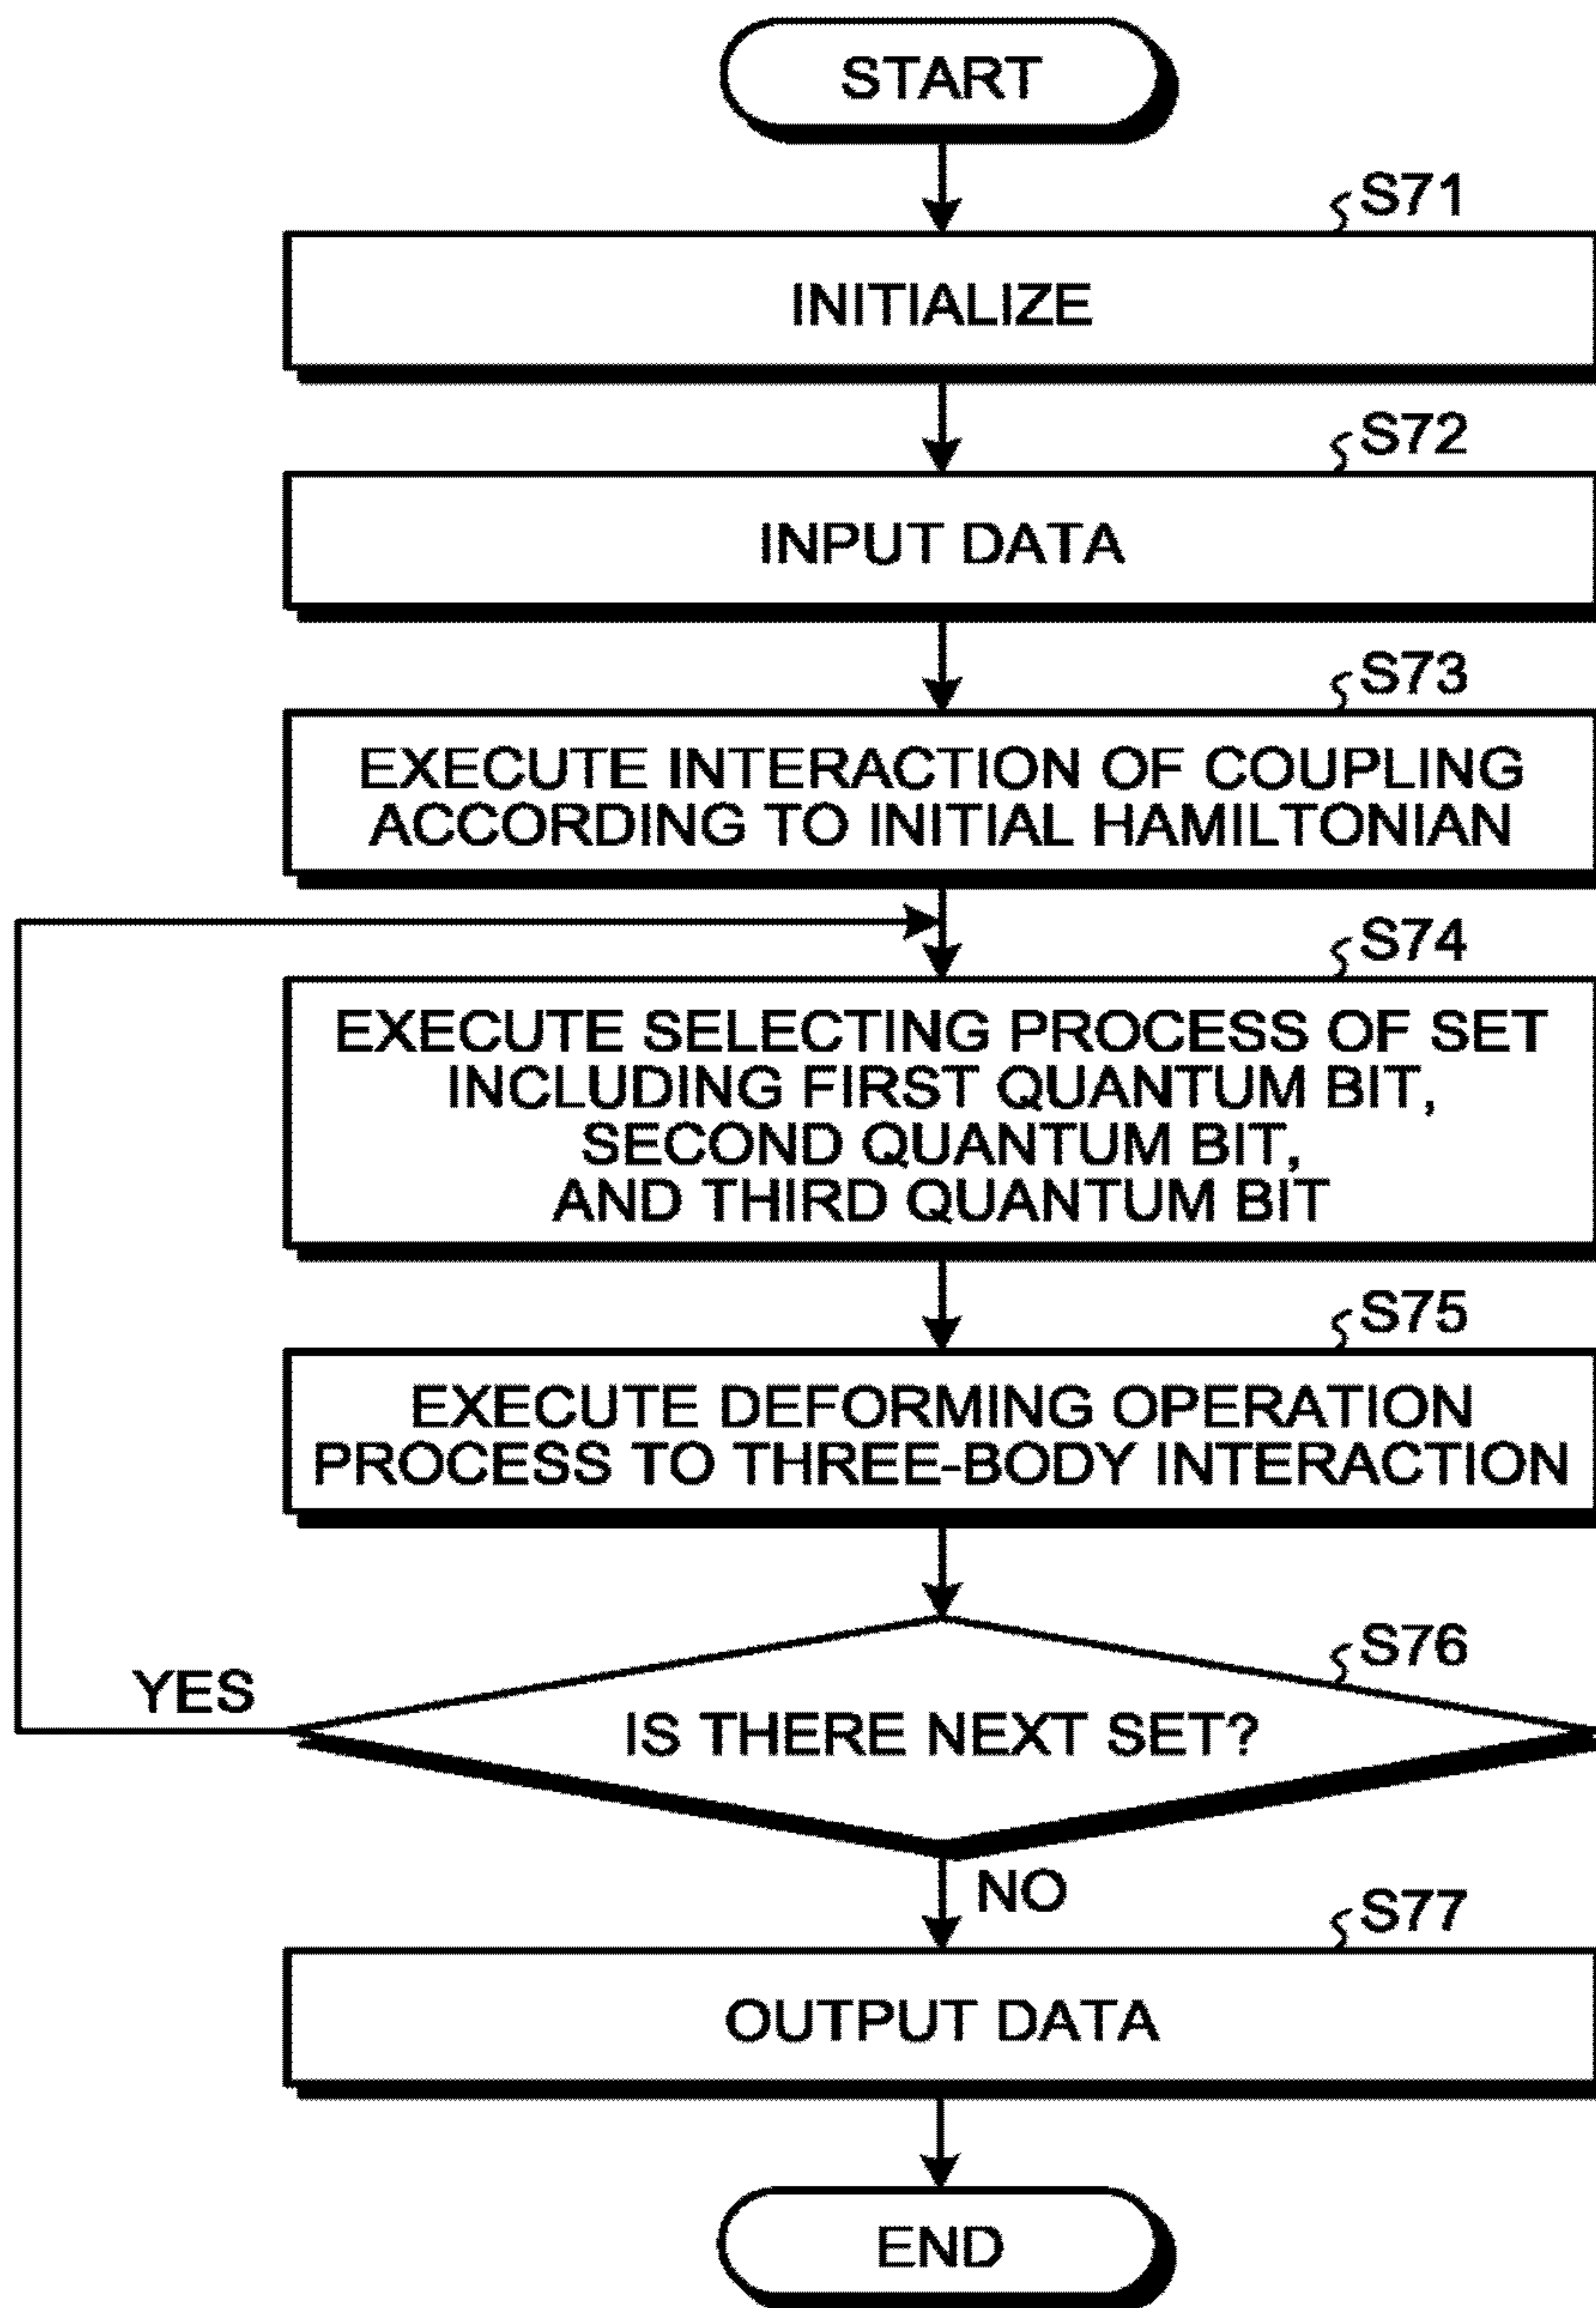 START
S71
INITIALIZE
S72
INPUT DATA
S73
EXECUTE INTERACTION OF COUPLING
ACCORDING TO INITIAL HAMILTONIAN
S74
EXECUTE SELECTING PROCESS OF SET
INCLUDING FIRST QUANTUM BIT,
SECOND QUANTUM BIT,
AND THIRD QUANTUM BIT
S75
EXECUTE DEFORMING OPERATION
PROCESS TO THREE-BODY INTERACTION
S76
YES
IS THERE NEXT SET?
NO
S77
OUTPUT DATA
END